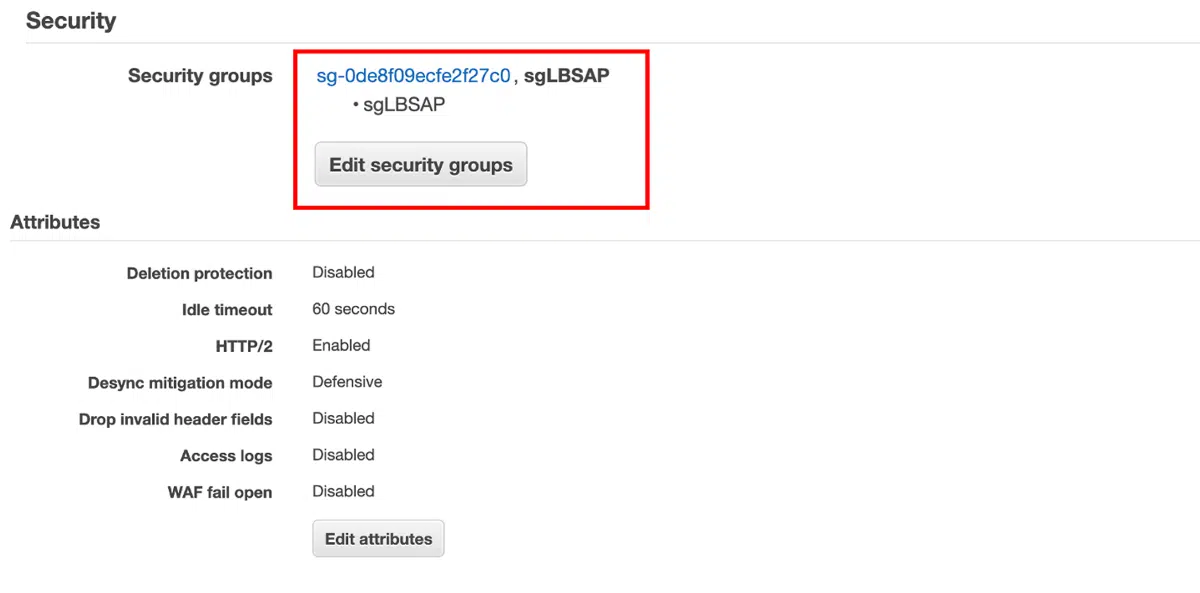 Security
Security groups sg-0de8f09ecfe2f27c0, sgLBSAP
• sgLBSAP
Edit security groups
Attributes
Deletion protection Disabled
Idle timeout 60 seconds
HTTP/2 Enabled
Desync mitigation mode Defensive
Drop invalid header fields Disabled
Access logs Disabled
WAF fail open Disabled
Edit attributes